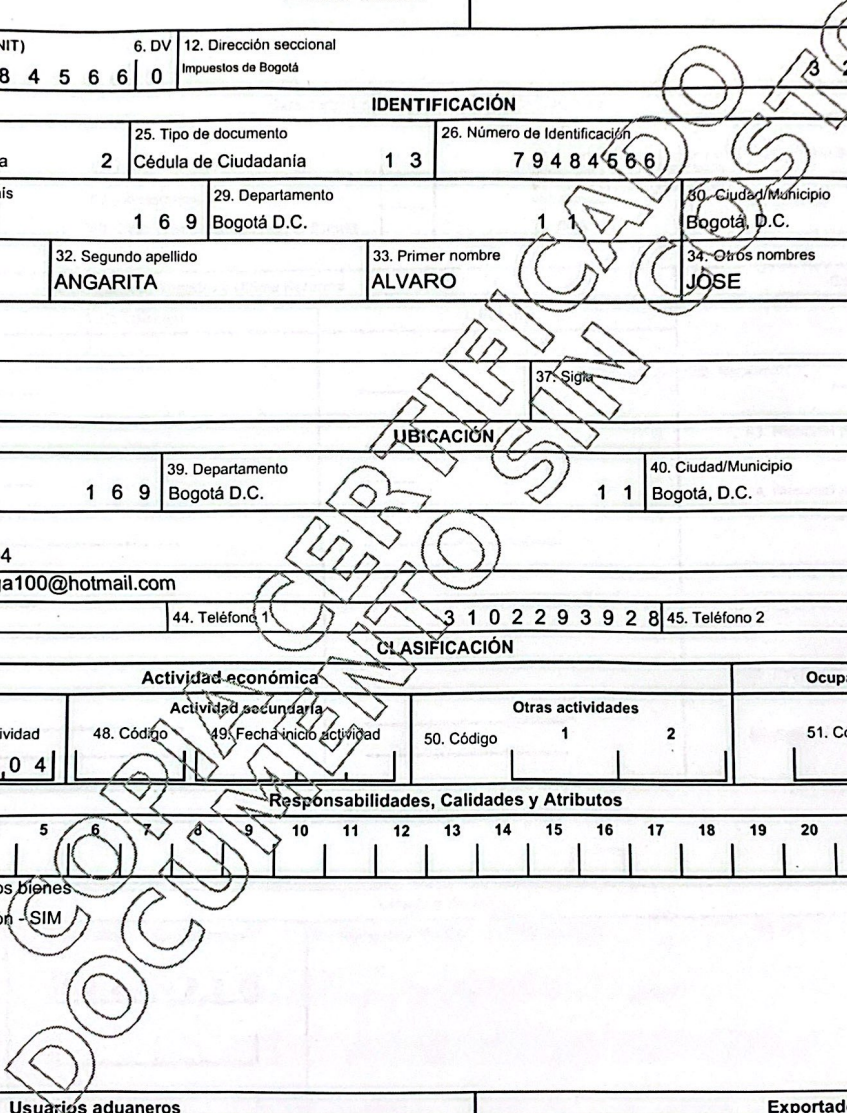 NIT) 6. DV 12. Dirección seccional
8 4 5 6 6 0 Impuestos de Bogotá 3 2
IDENTIFICACIÓN
25. Tipo de documento 26. Número de Identificación
a 2 Cédula de Ciudadanía 1 3 7 9 4 8 4 5 6 6
ís 29. Departamento 30. Ciudad/Municipio
1 6 9 Bogotá D.C. 1 1 Bogotá, D.C.
32. Segundo apellido 33. Primer nombre 34. Otros nombres
ANGARITA ALVARO JOSE
37. Sigla
UBICACIÓN
39. Departamento 40. Ciudad/Municipio
1 6 9 Bogotá D.C. 1 1 Bogotá, D.C.
4
ga100@hotmail.com
44. Teléfono 1 3 1 0 2 2 9 3 9 2 8 45. Teléfono 2
CLASIFICACIÓN
Actividad económica Ocupa
Actividad secundaria Otras actividades
ividad 48. Código 49. Fecha inicio actividad 50. Código 1 2 51. Có
0 4
Responsabilidades, Calidades y Atributos
5 6 7 8 9 10 11 12 13 14 15 16 17 18 19 20
os bienes
on - SIM
Usuarios aduaneros Exportado
COPIA CERTIFICADO
DOCUMENTO SIN COSTO